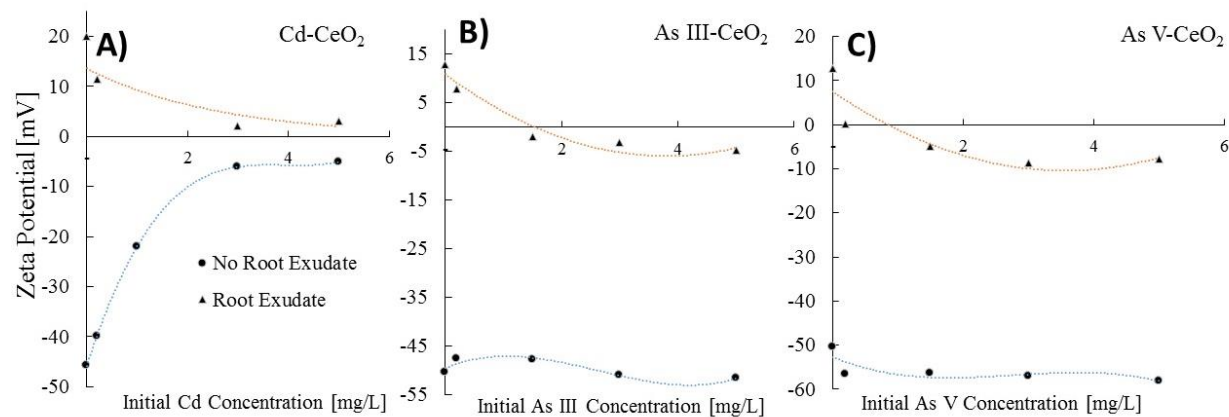 A)
Cd-CeO2
B)
As III-CeO2
C)
As V-CeO2
Zeta Potential [mV]
20
10
0
-10
-20
-30
-40
-50
2
4
6
No Root Exudate
Root Exudate
Initial Cd Concentration [mg/L]
15
5
-5
-15
-25
-35
-45
-55
2
4
6
Initial As III Concentration [mg/L]
20
10
0
-10
-20
-30
-40
-50
-60
2
4
6
Initial As V Concentration [mg/L]